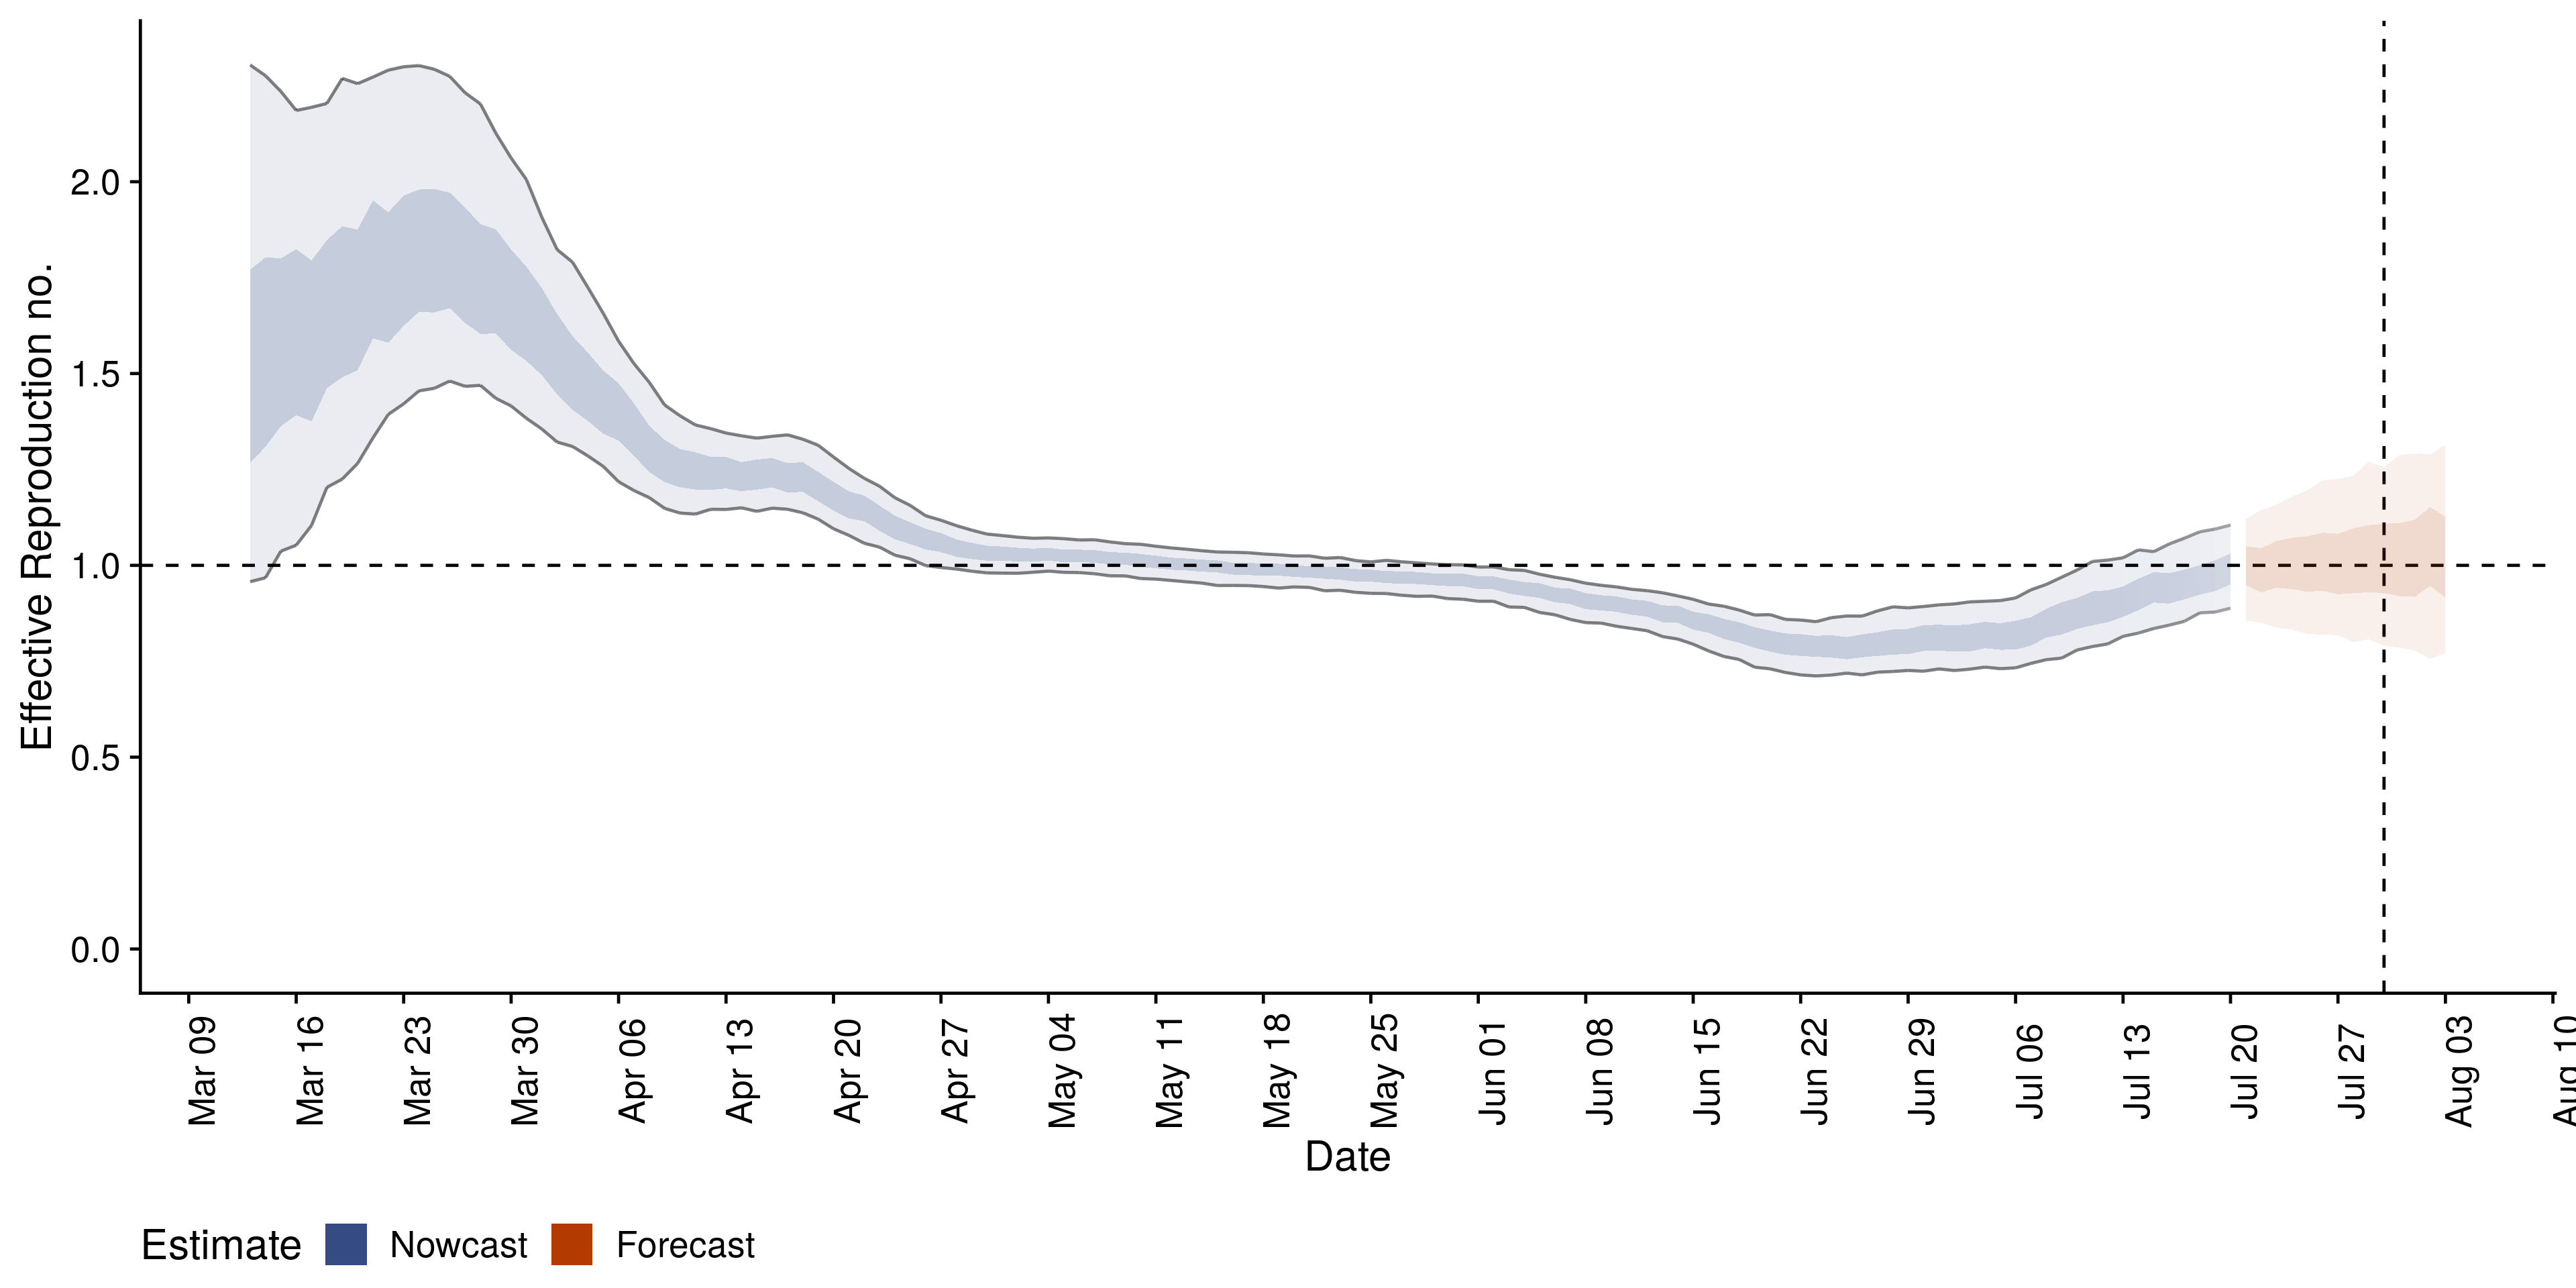 Effective Reproduction no.
2.0
1.5
1.0
0.5
0.0
Mar 09
Mar 16
Mar 23
Mar 30
Apr 06
Apr 13
Apr 20
Apr 27
May 04
May 11
May 18
May 25
Jun 01
Jun 08
Jun 15
Jun 22
Jun 29
Jul 06
Jul 13
Jul 20
Jul 27
Aug 03
Aug 10
Date
Estimate Nowcast Forecast